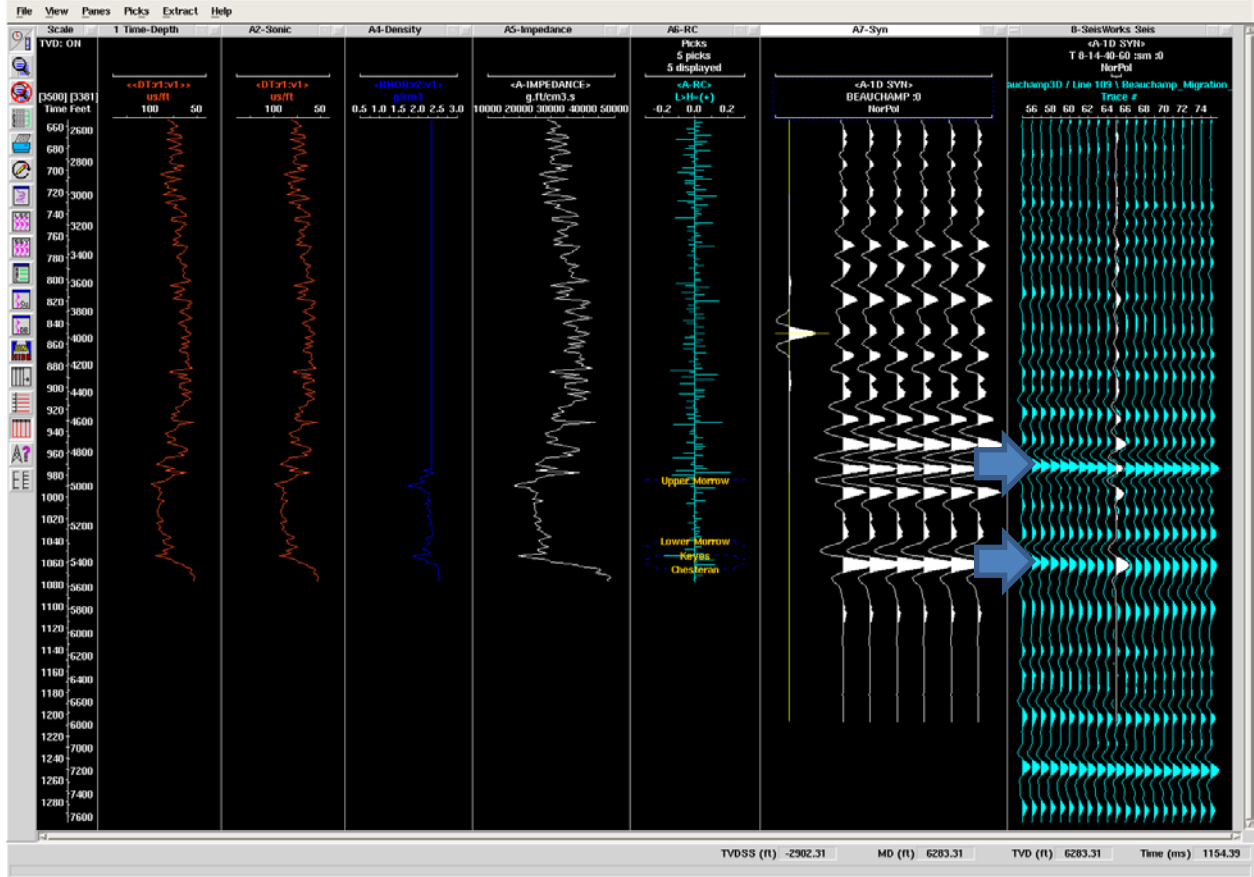 File View Panes Picks Extract Help
Scale 1 Time-Depth A2-Sonic A4-Density A5-Impedance A6-RC A7-Syn 8-SeisWorks Seis
TVD: ON
Picks
5 picks
5 displayed
<A-1D SYN>
T 8-14-40-60 :sm :0
NorPol
<<DT:r1:v1>>
us/ft
100 50
<DT:r1:v1>
us/ft
100 50
<RHOB:r2:v1>
g/cm3
0.5 1.0 1.5 2.0 2.5 3.0
<A-IMPEDANCE>
g.ft/cm3.s
10000 20000 30000 40000 50000
<A-RC>
L>H=(+)
-0.2 0.0 0.2
<A-1D SYN>
BEAUCHAMP :0
NorPol
auchamp3D / Line 109 \ Beauchamp_Migration_
Trace #
56 58 60 62 64 66 68 70 72 74
[3500] [3381]
Time Feet
660 2600
680
700 2800
720 3000
740
760 3200
780 3400
800 3600
820
840 3800
860 4000
880 4200
900 4400
920
940 4600
960 4800
980
1000 5000
1020 5200
1040
1060 5400
1080 5600
1100 5800
1120 6000
1140
1160 6200
1180 6400
1200 6600
1220
1240 7000
1260 7200
1280 7400
7600
Upper Morrow
Lower Morrow
Keyes
Chesteran
TVDSS (ft) -2902.31 MD (ft) 6283.31 TVD (ft) 6283.31 Time (ms) 1154.39